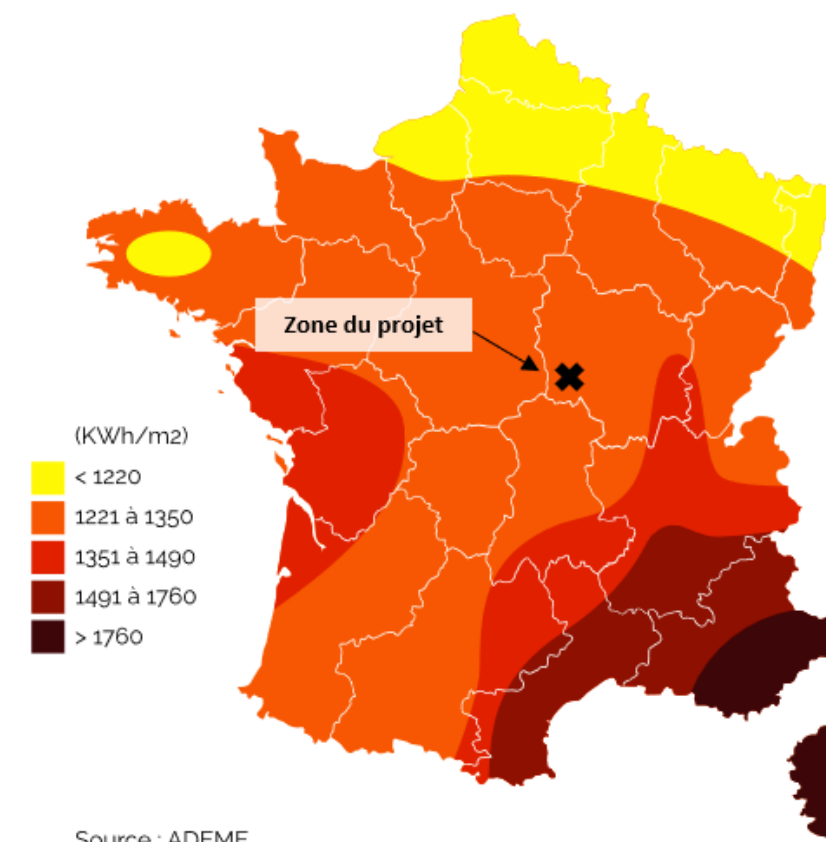 Zone du projet
(KWh/m2)
< 1220
1221 à 1350
1351 à 1490
1491 à 1760
> 1760
Source : ADEME